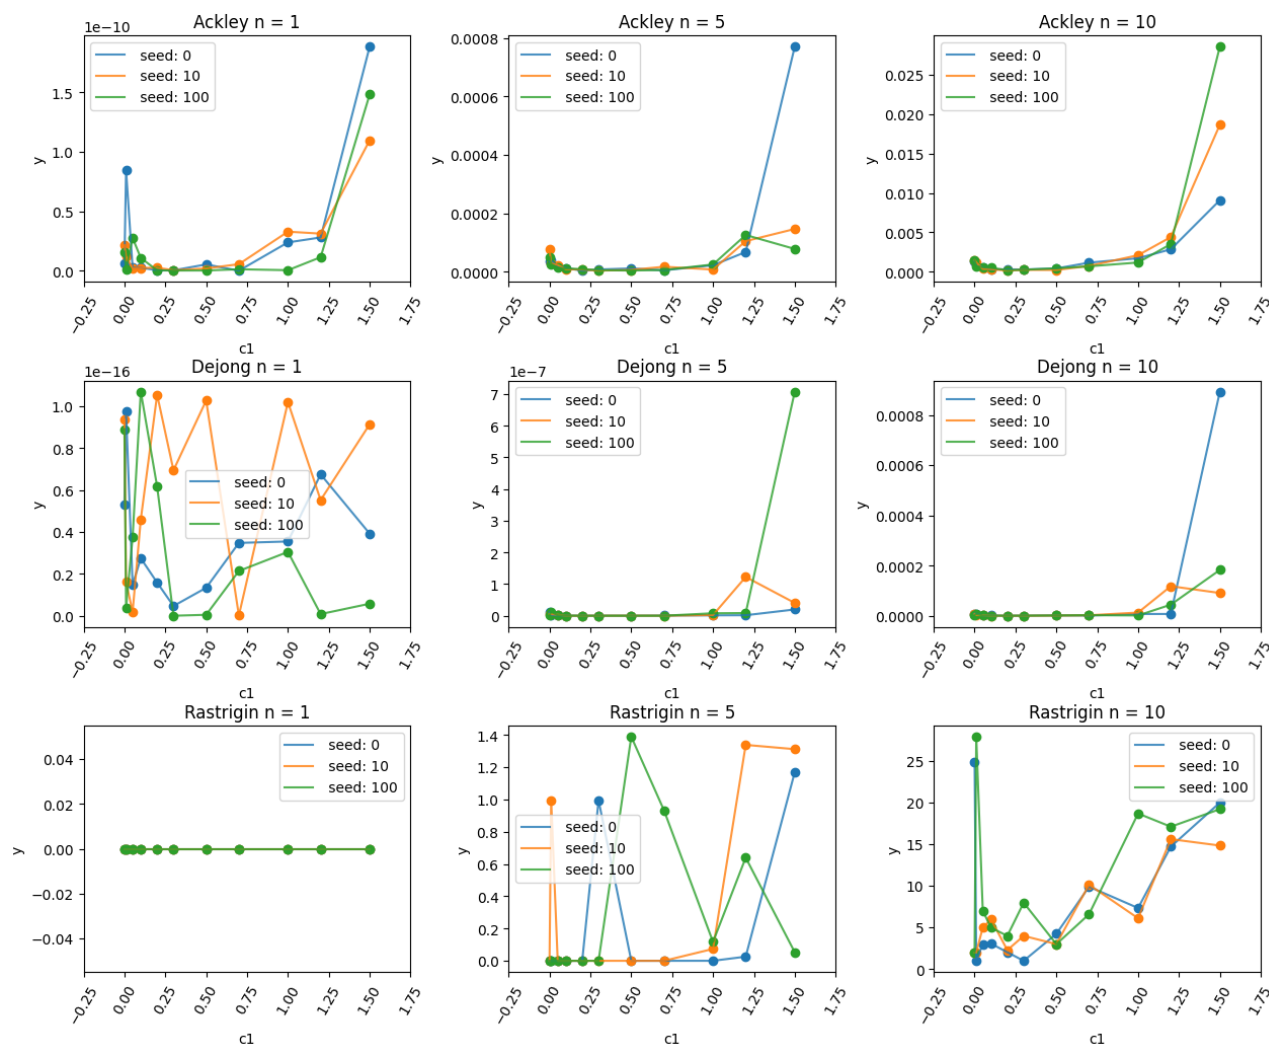 Ackley n = 1
1e−10
seed: 0
seed: 10
seed: 100
1.5
1.0
0.5
0.0
y
−0.25
0.00
0.25
0.50
0.75
1.00
1.25
1.50
1.75
c1
Ackley n = 5
seed: 0
seed: 10
seed: 100
0.0008
0.0006
0.0004
0.0002
0.0000
y
−0.25
0.00
0.25
0.50
0.75
1.00
1.25
1.50
1.75
c1
Ackley n = 10
seed: 0
seed: 10
seed: 100
0.025
0.020
0.015
0.010
0.005
0.000
y
−0.25
0.00
0.25
0.50
0.75
1.00
1.25
1.50
1.75
c1
Dejong n = 1
1e−16
seed: 0
seed: 10
seed: 100
1.0
0.8
0.6
0.4
0.2
0.0
y
−0.25
0.00
0.25
0.50
0.75
1.00
1.25
1.50
1.75
c1
Dejong n = 5
1e−7
seed: 0
seed: 10
seed: 100
7
6
5
4
3
2
1
0
y
−0.25
0.00
0.25
0.50
0.75
1.00
1.25
1.50
1.75
c1
Dejong n = 10
seed: 0
seed: 10
seed: 100
0.0008
0.0006
0.0004
0.0002
0.0000
y
−0.25
0.00
0.25
0.50
0.75
1.00
1.25
1.50
1.75
c1
Rastrigin n = 1
seed: 0
seed: 10
seed: 100
0.04
0.02
0.00
−0.02
−0.04
y
−0.25
0.00
0.25
0.50
0.75
1.00
1.25
1.50
1.75
c1
Rastrigin n = 5
seed: 0
seed: 10
seed: 100
1.4
1.2
1.0
0.8
0.6
0.4
0.2
0.0
y
−0.25
0.00
0.25
0.50
0.75
1.00
1.25
1.50
1.75
c1
Rastrigin n = 10
seed: 0
seed: 10
seed: 100
25
20
15
10
5
0
y
−0.25
0.00
0.25
0.50
0.75
1.00
1.25
1.50
1.75
c1